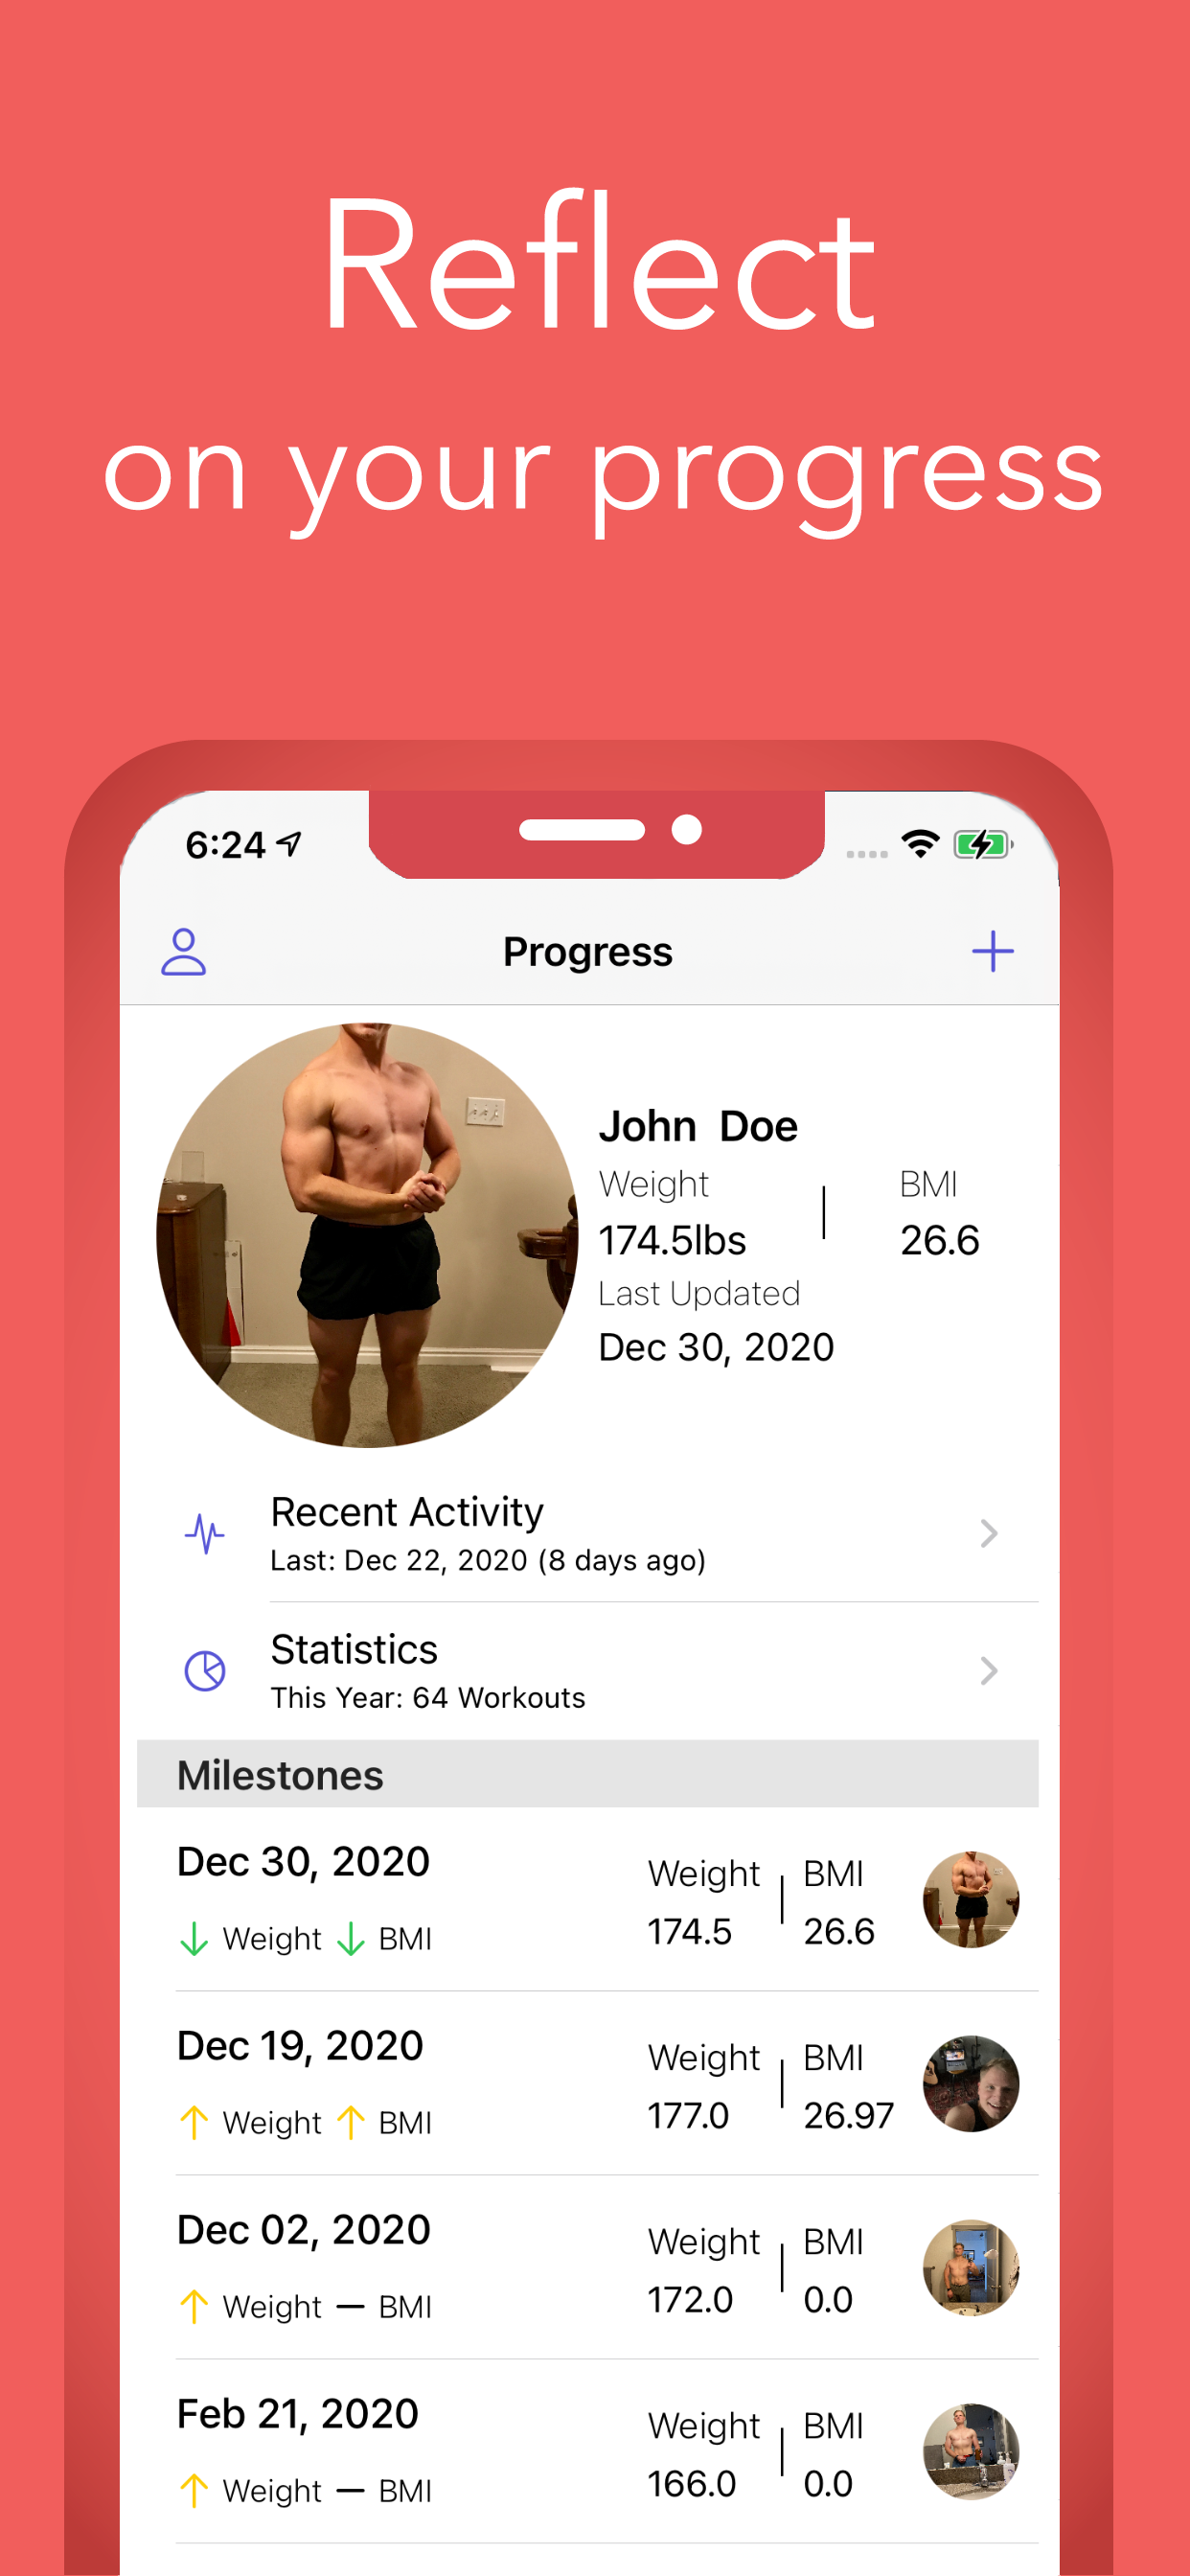 Reflect
on your progress
6:24
Progress
John Doe
Weight BMI
174.5lbs 26.6
Last Updated
Dec 30, 2020
Recent Activity
Last: Dec 22, 2020 (8 days ago)
Statistics
This Year: 64 Workouts
Milestones
Dec 30, 2020
Weight BMI
174.5 26.6
Weight BMI
Dec 19, 2020
Weight BMI
177.0 26.97
Weight BMI
Dec 02, 2020
Weight BMI
172.0 0.0
Weight BMI
Feb 21, 2020
Weight BMI
166.0 0.0
Weight BMI